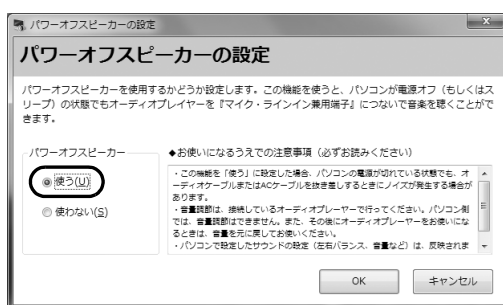 パワーオフスピーカーの設定
パワーオフスピーカーの設定
パワーオフスピーカーを使用するかどうか設定します。この機能を使うと、パソコンが電源オフ（もしくはス
リープ）の状態でもオーディオプレイヤーを『マイク・ラインイン兼用端子』につないで音楽を聴くことがで
きます。
パワーオフスピーカー
使う(U)
使わない(S)
◆お使いになるうえでの注意事項（必ずお読みください）
・この機能を「使う」に設定した場合、パソコンの電源が切れている状態でも、オ
ーディオケーブルまたはACケーブルを抜き差しするときにノイズが発生する場合が
あります。
・音量調節は、接続しているオーディオプレーヤーで行ってください。パソコン側
では、音量調節はできません。また、その後にオーディオプレーヤーをお使いにな
るときは、音量を元に戻してお使いください。
・パソコンで設定したサウンドの設定（左右バランス、音量など）は、反映されま
OK
キャンセル